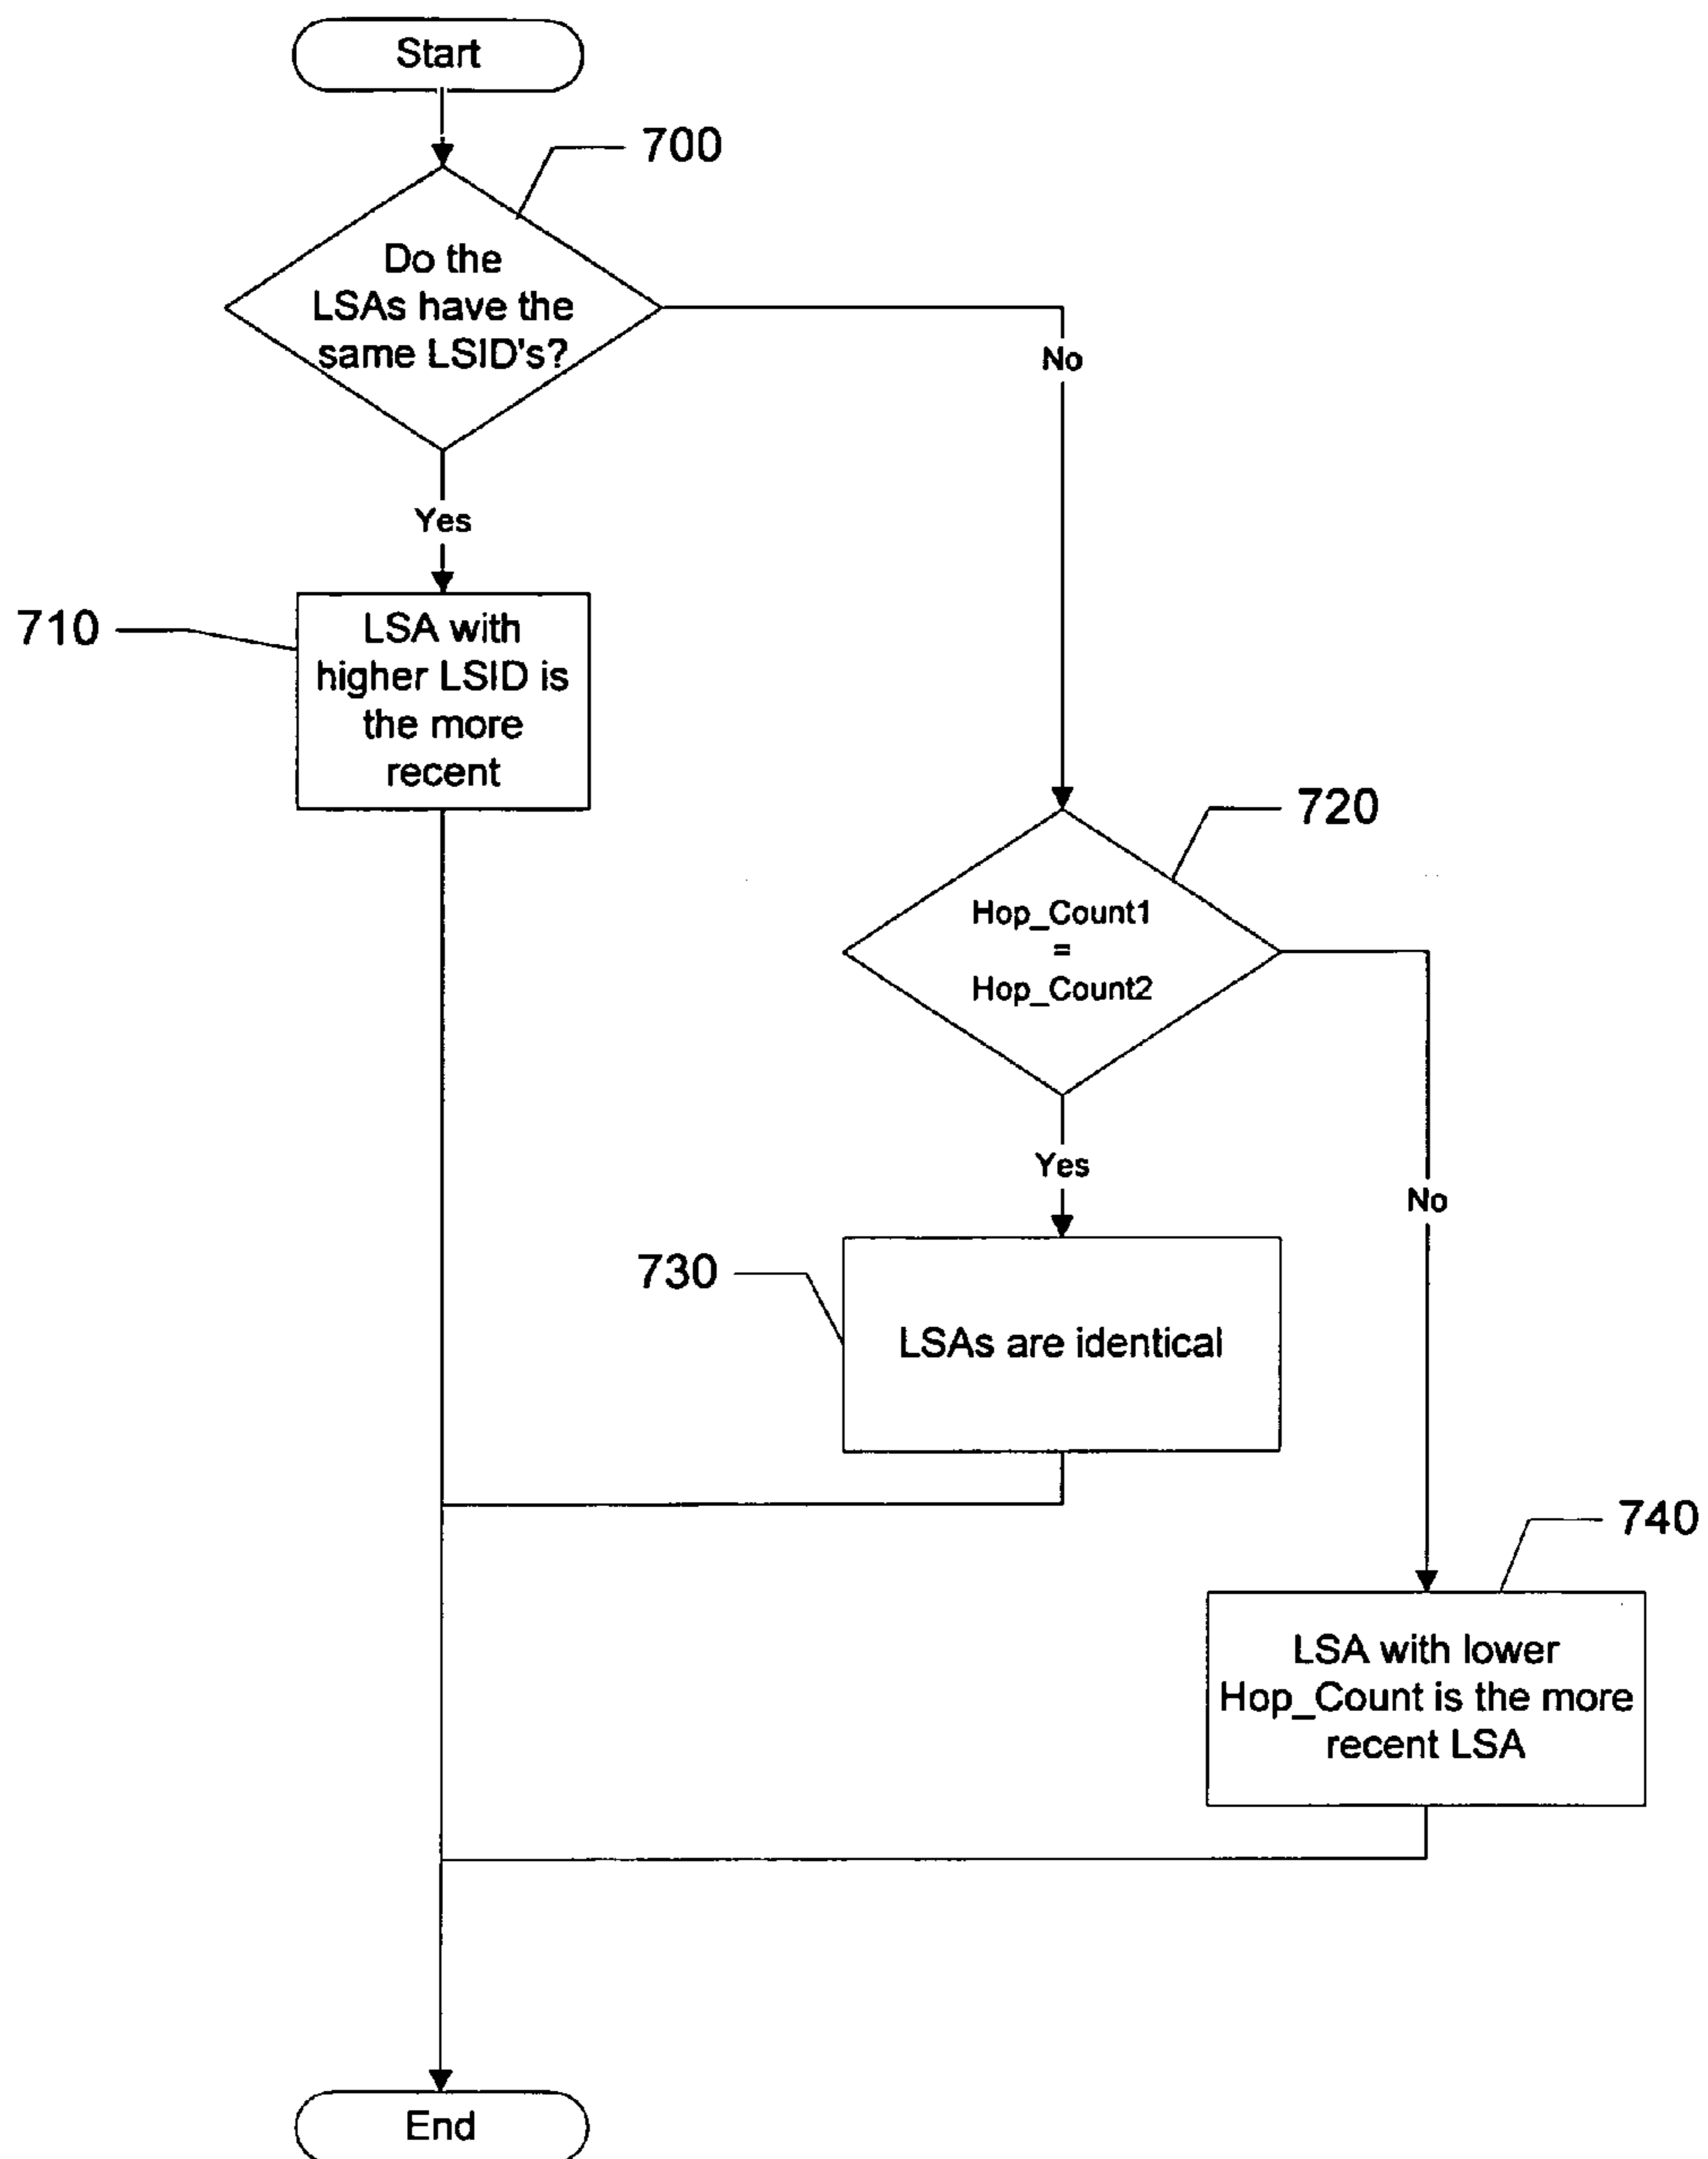 Start
700
Do the
LSAs have the
same LSID's?
No
Yes
710
LSA with
higher LSID is
the more
recent
720
Hop_Count1
=
Hop_Count2
Yes
No
730
LSAs are identical
740
LSA with lower
Hop_Count is the more
recent LSA
End